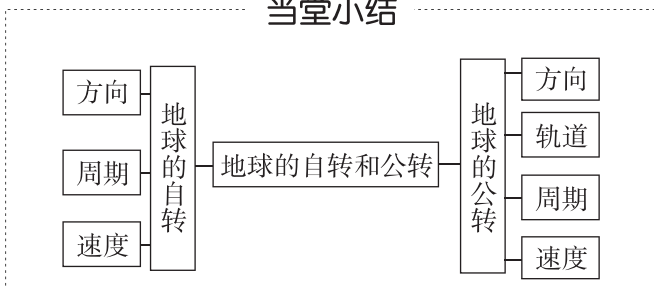 当堂小结
方向
周期
速度
地球的自转
地球的自转和公转
地球的公转
方向
轨道
周期
速度